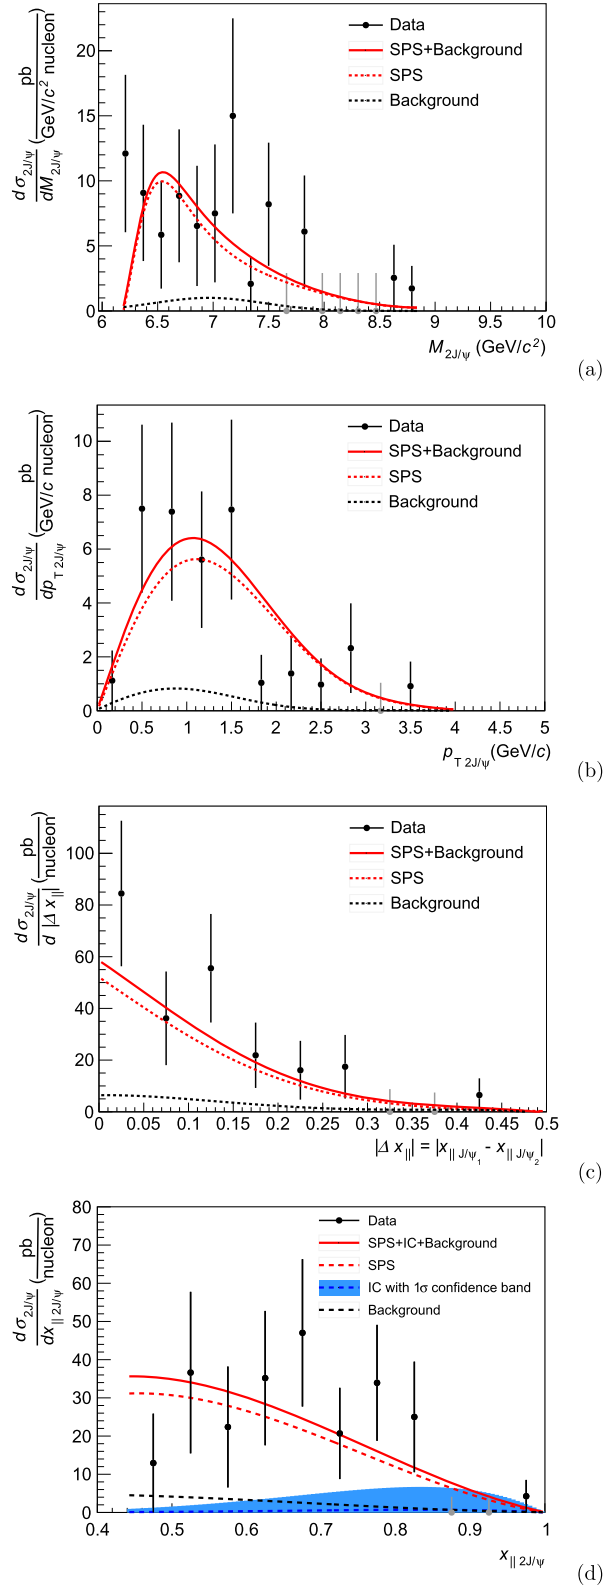 dσ2J/ψ / dM2J/ψ (pb / GeV/c² nucleon)
20
15
10
5
0
Data
SPS+Background
SPS
Background
6 6.5 7 7.5 8 8.5 9 9.5 10
M2J/ψ (GeV/c²)
(a)
dσ2J/ψ / dpT 2J/ψ (pb / GeV/c nucleon)
10
8
6
4
2
0
Data
SPS+Background
SPS
Background
0 0.5 1 1.5 2 2.5 3 3.5 4 4.5 5
pT 2J/ψ(GeV/c)
(b)
dσ2J/ψ / d |Δ x||| (pb / nucleon)
100
80
60
40
20
0
Data
SPS+Background
SPS
Background
0 0.05 0.1 0.15 0.2 0.25 0.3 0.35 0.4 0.45 0.5
|Δ x||| = |x|| J/ψ1 - x|| J/ψ2|
(c)
dσ2J/ψ / dx|| 2J/ψ (pb / nucleon)
80
70
60
50
40
30
20
10
0
Data
SPS+IC+Background
SPS
IC with 1σ confidence band
Background
0.4 0.5 0.6 0.7 0.8 0.9 1
x|| 2J/ψ
(d)